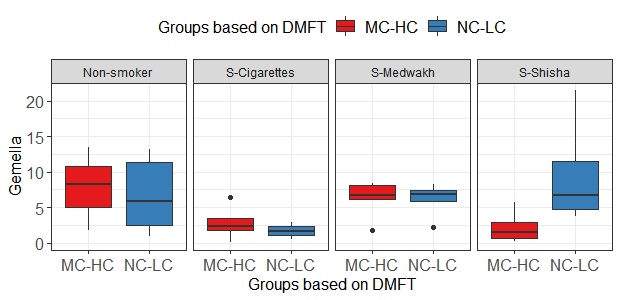 Groups based on DMFT MC-HC NC-LC
Non-smoker S-Cigarettes S-Medwakh S-Shisha
20
15
10
5
0
Gemella
MC-HC NC-LC MC-HC NC-LC MC-HC NC-LC MC-HC NC-LC
Groups based on DMFT